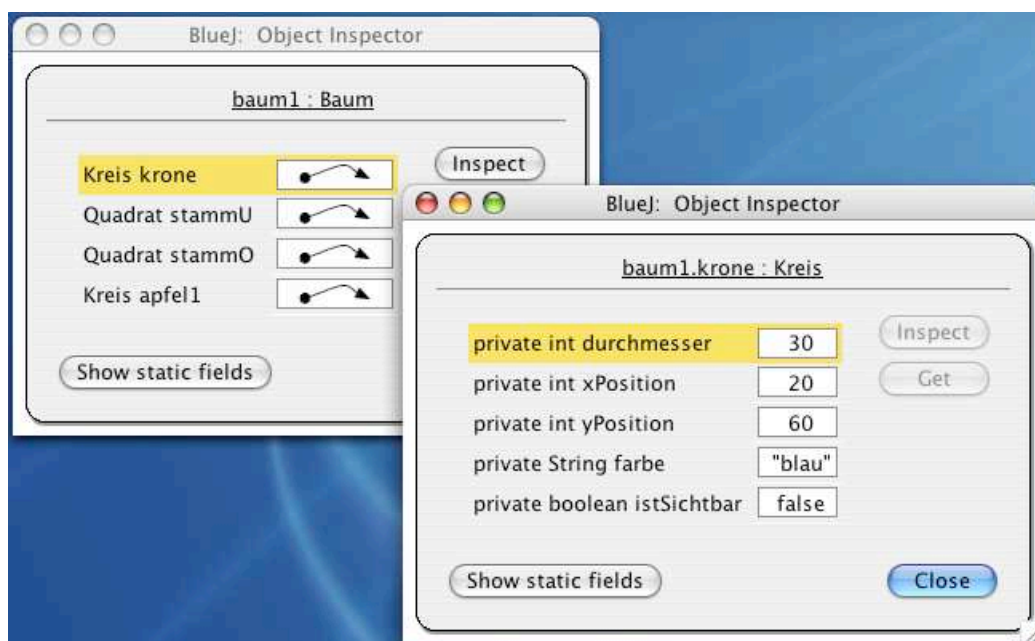 BlueJ: Object Inspector
baum1 : Baum
Kreis krone
Inspect
Quadrat stammU
Quadrat stammO
Kreis apfel1
Show static fields
BlueJ: Object Inspector
baum1.krone : Kreis
private int durchmesser 30
Inspect
private int xPosition 20
Get
private int yPosition 60
private String farbe "blau"
private boolean istSichtbar false
Show static fields
Close